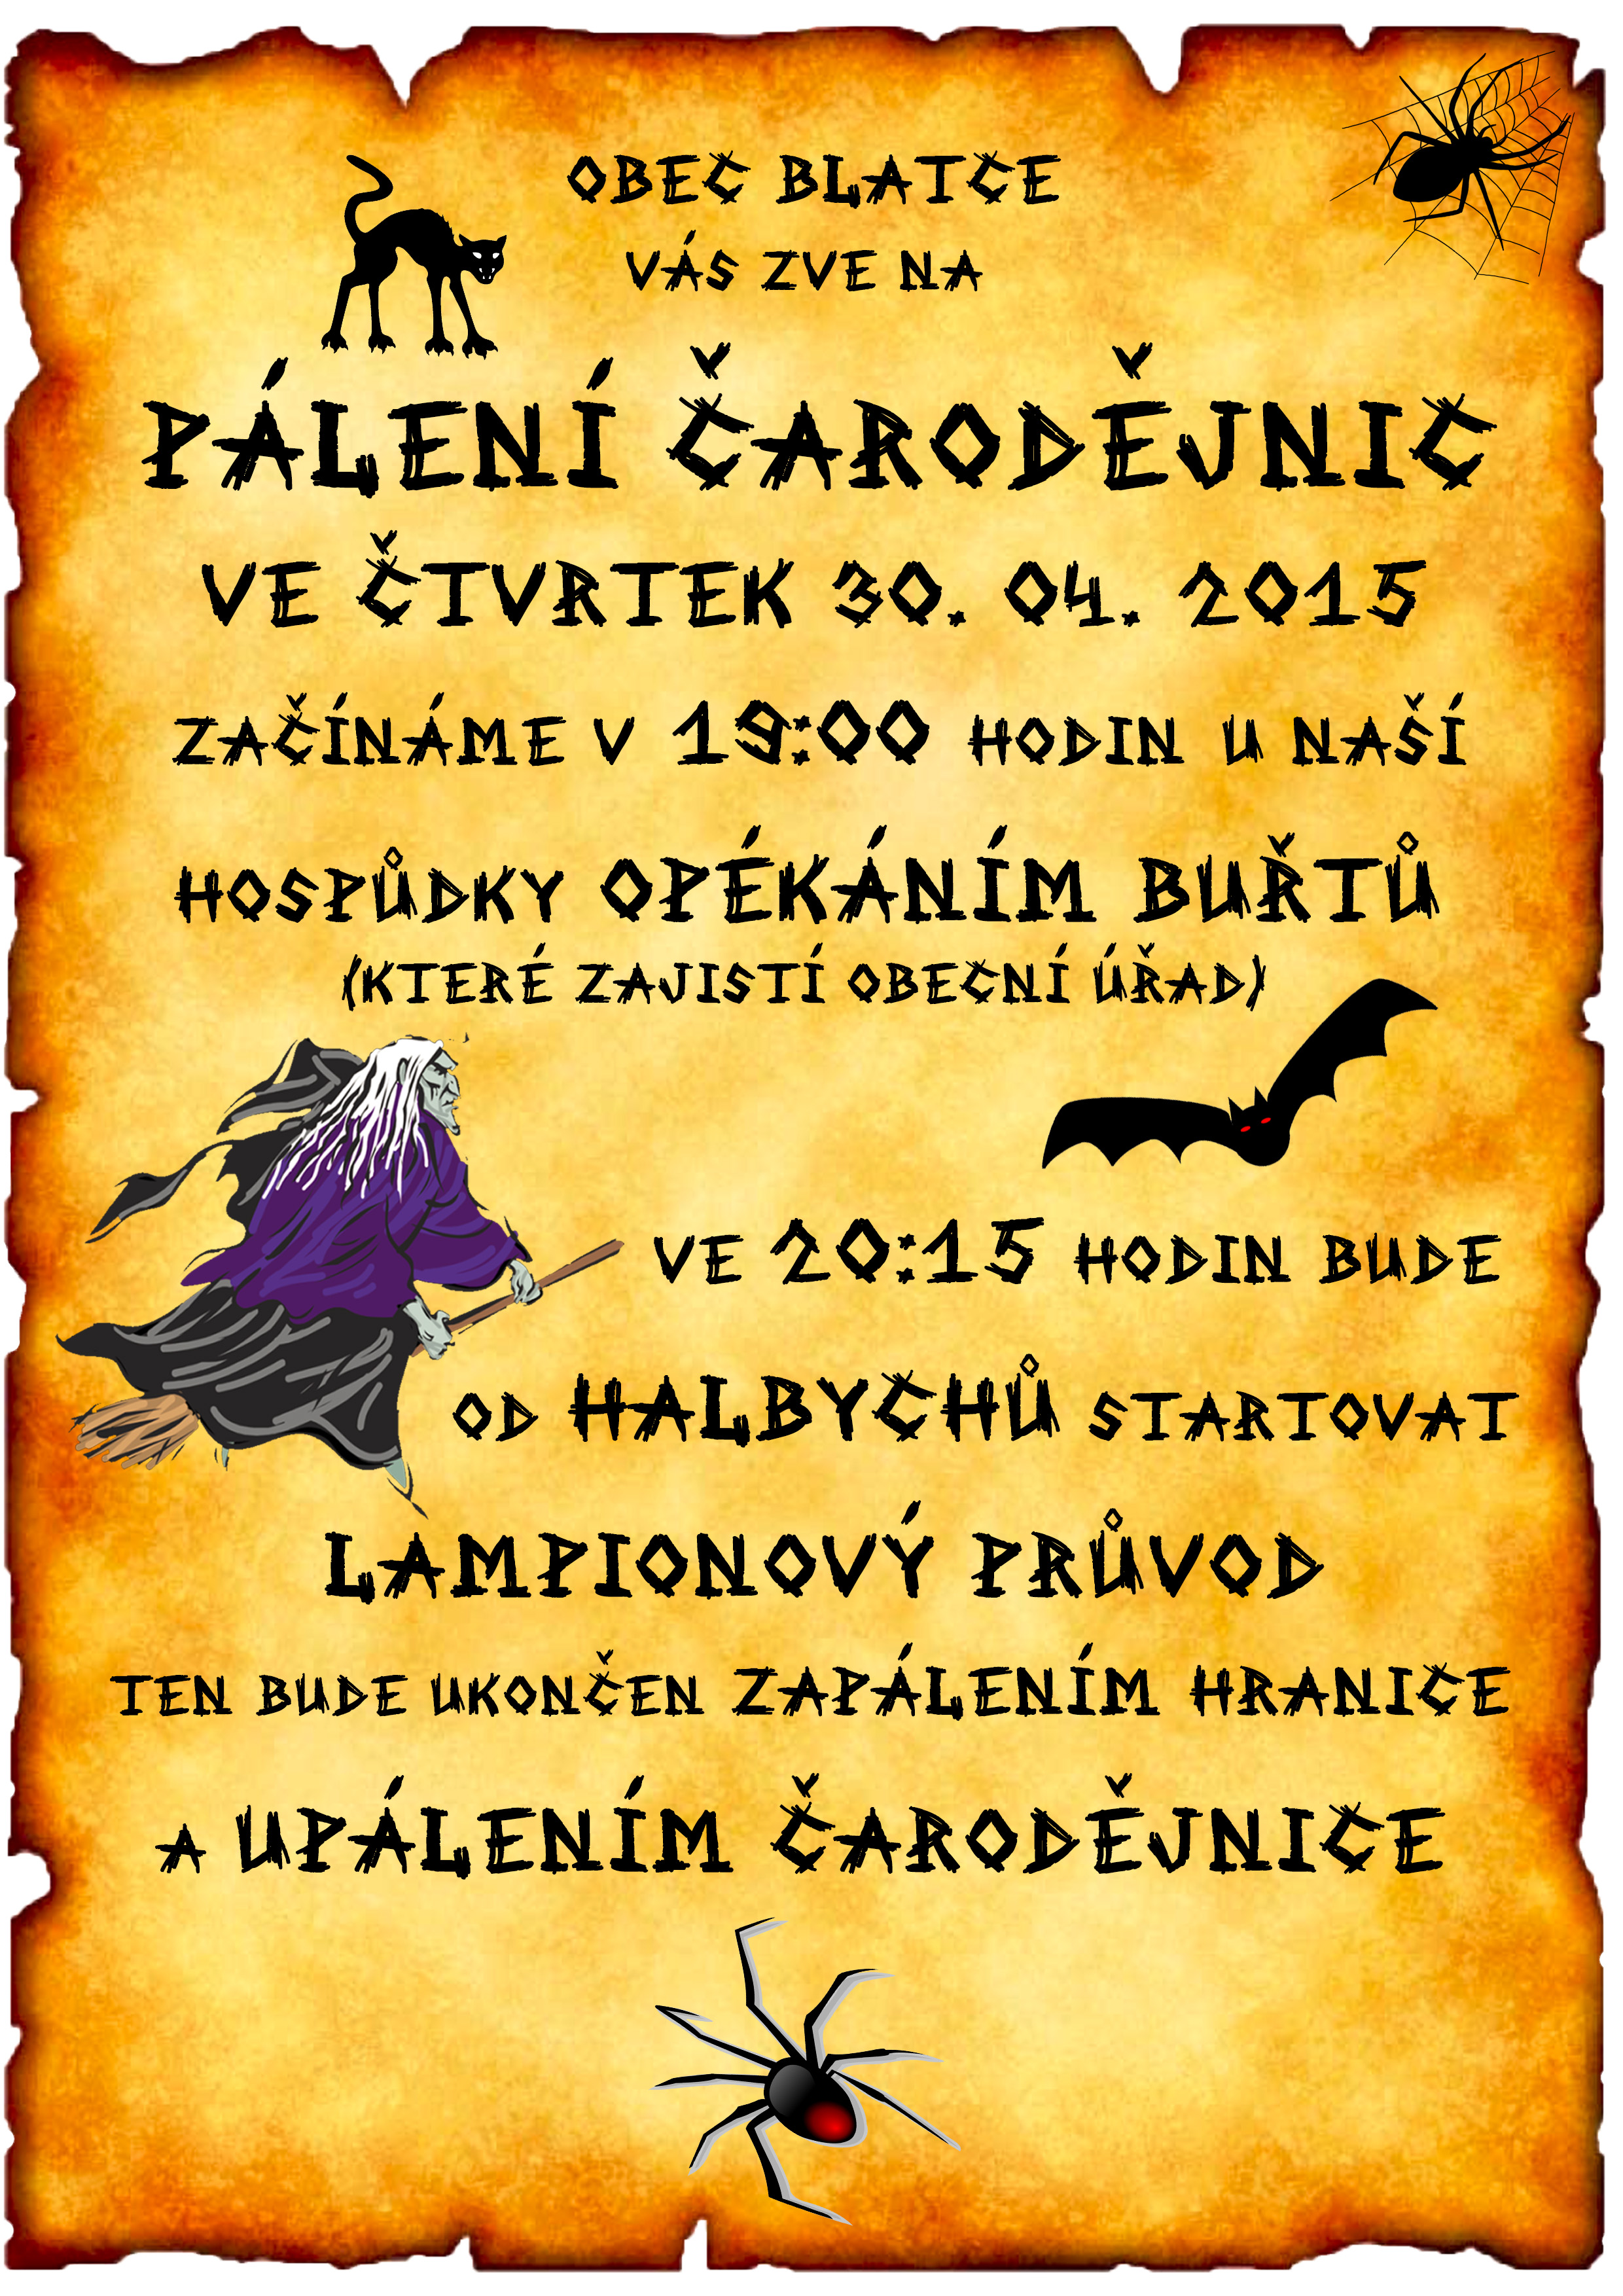 OBEC BLATCE
VÁS ZVE NA
PÁLENÍ ČARODĚJNIC
VE ČTVRTEK 30. 04. 2015
ZAČÍNÁME V 19:00 HODIN U NAŠÍ
HOSPŮDKY OPÉKÁNÍM BUŘTŮ
(KTERÉ ZAJISTÍ OBECNÍ ÚŘAD)
VE 20:15 HODIN BUDE
OD HALBYCHŮ STARTOVAT
LAMPIONOVÝ PRŮVOD
TEN BUDE UKONČEN ZAPÁLENÍM HRANICE
A UPÁLENÍM ČARODĚJNICE